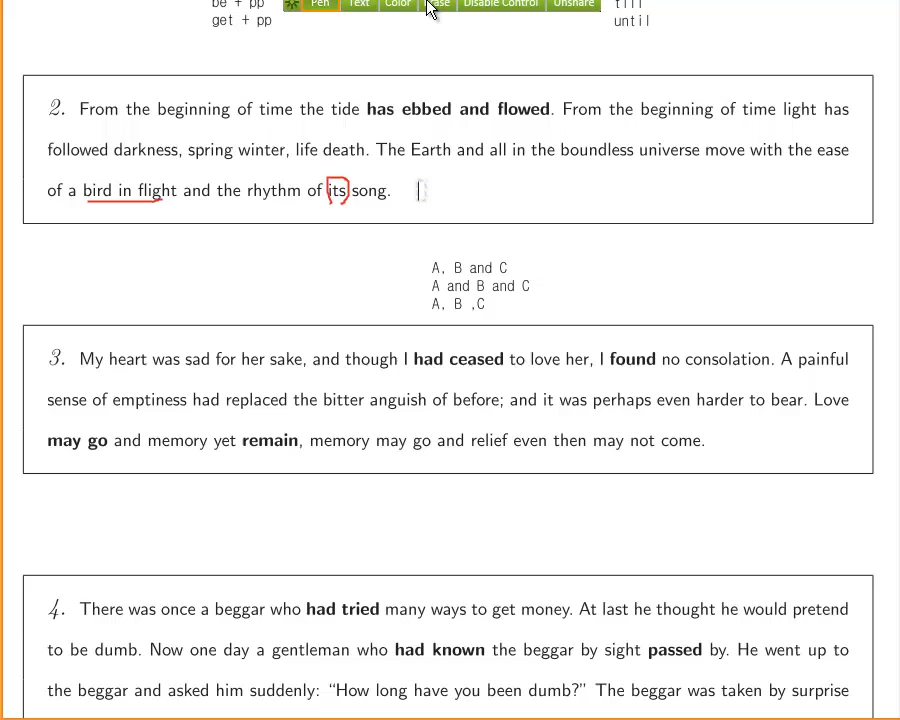 be + pp
get + pp
Pen Text Color Disable Control Unshare
till
until
2. From the beginning of time the tide has ebbed and flowed. From the beginning of time light has
followed darkness, spring winter, life death. The Earth and all in the boundless universe move with the ease
of a bird in flight and the rhythm of its song.
A, B and C
A and B and C
A, B ,C
3. My heart was sad for her sake, and though I had ceased to love her, I found no consolation. A painful
sense of emptiness had replaced the bitter anguish of before; and it was perhaps even harder to bear. Love
may go and memory yet remain, memory may go and relief even then may not come.
4. There was once a beggar who had tried many ways to get money. At last he thought he would pretend
to be dumb. Now one day a gentleman who had known the beggar by sight passed by. He went up to
the beggar and asked him suddenly: “How long have you been dumb?” The beggar was taken by surprise